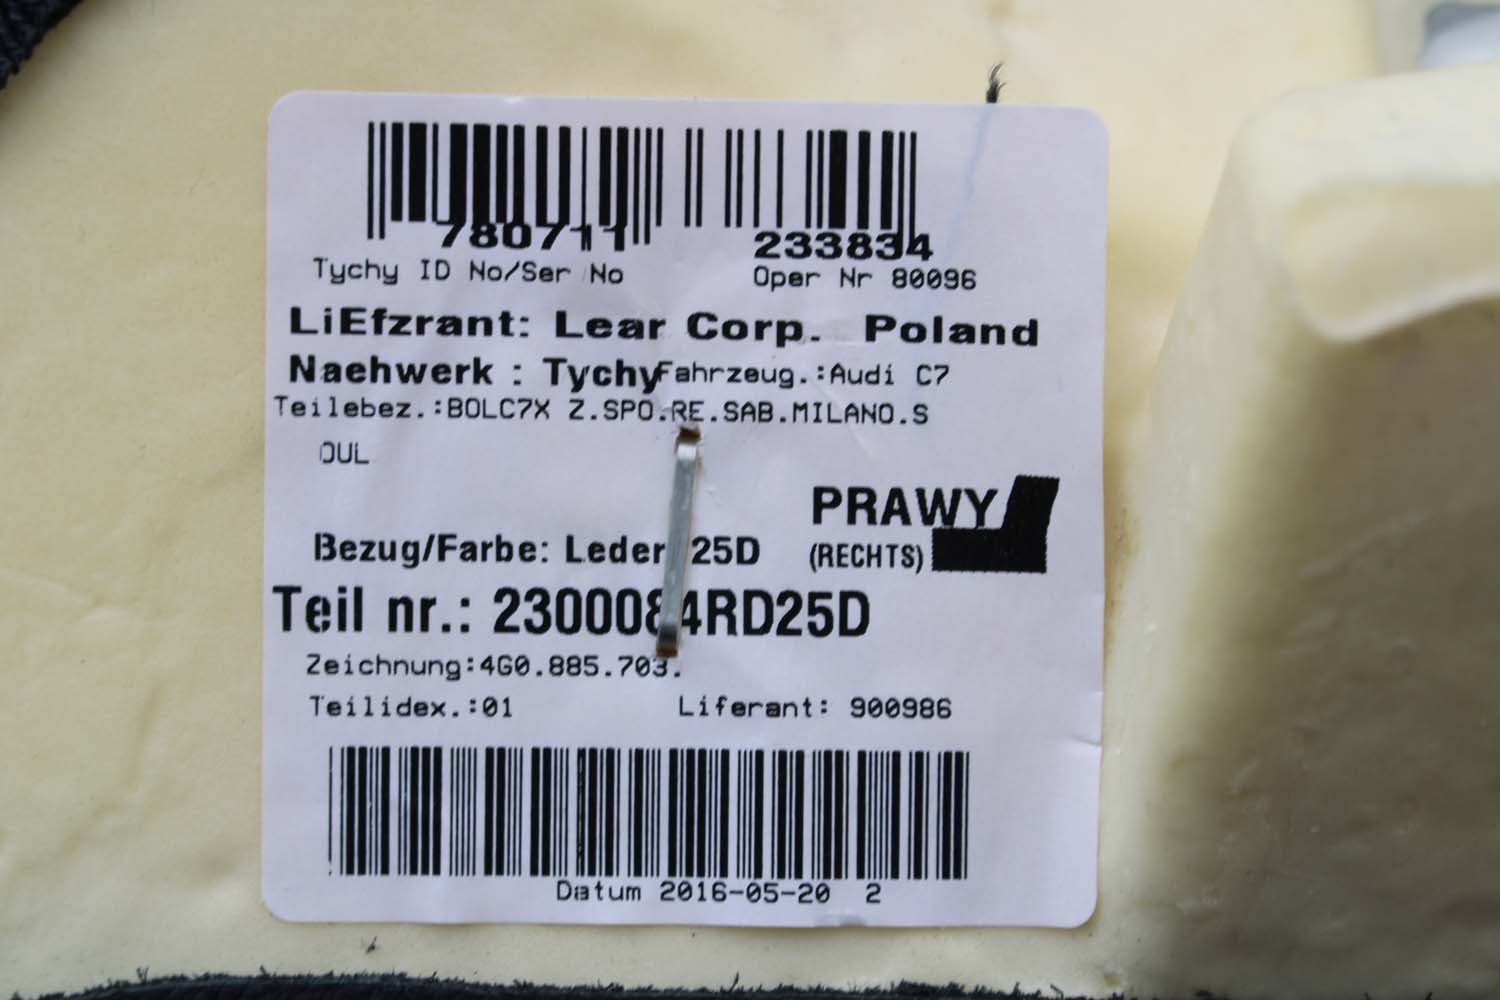 780711 233834
Tychy ID No/Ser No Oper Nr 80096
LiEfzrant: Lear Corp. Poland
Naehwerk : Tychy Fahrzeug.:Audi C7
Teilebez.:BOLC7X Z.SPO.RE.SAB.MILANO.S
OUL
PRAWY
Bezug/Farbe: Leder 25D (RECHTS)
Teil nr.: 2300084RD25D
Zeichnung:4G0.885.703.
Teilidex.:01 Liferant: 900986
Datum 2016-05-20 2